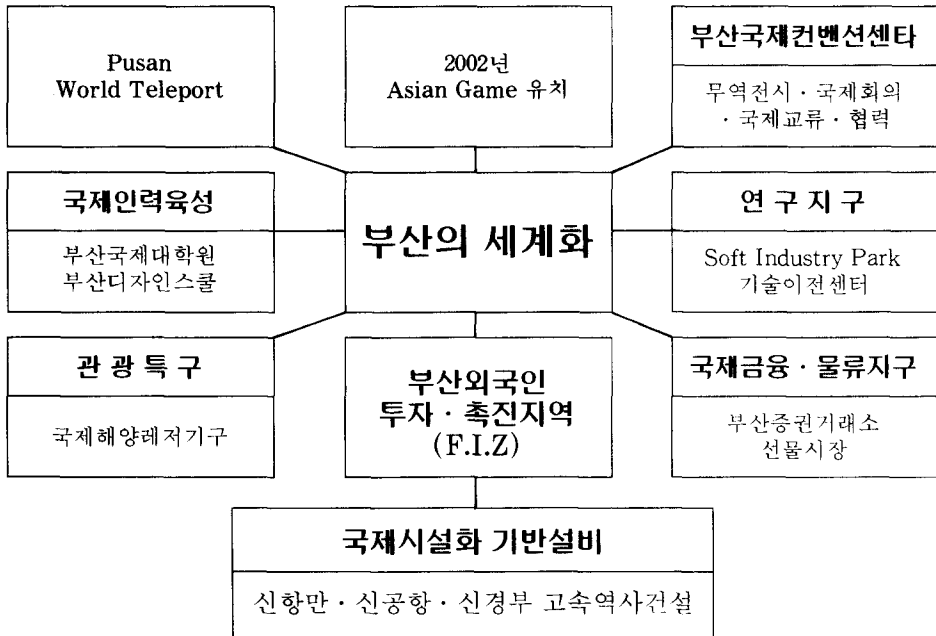 Pusan
World Teleport
2002년
Asian Game 유치
부산국제컨벤션센타
무역전시 · 국제회의
· 국제교류 · 협력
국제인력육성
부산국제대학원
부산디자인스쿨
부산의 세계화
연 구 지 구
Soft Industry Park
기술이전센터
관 광 특 구
국제해양레저기구
부산외국인
투자 · 촉진지역
(F.I.Z)
국제금융 · 물류지구
부산증권거래소
선물시장
국제시설화 기반설비
신항만 · 신공항 · 신경부 고속역사건설